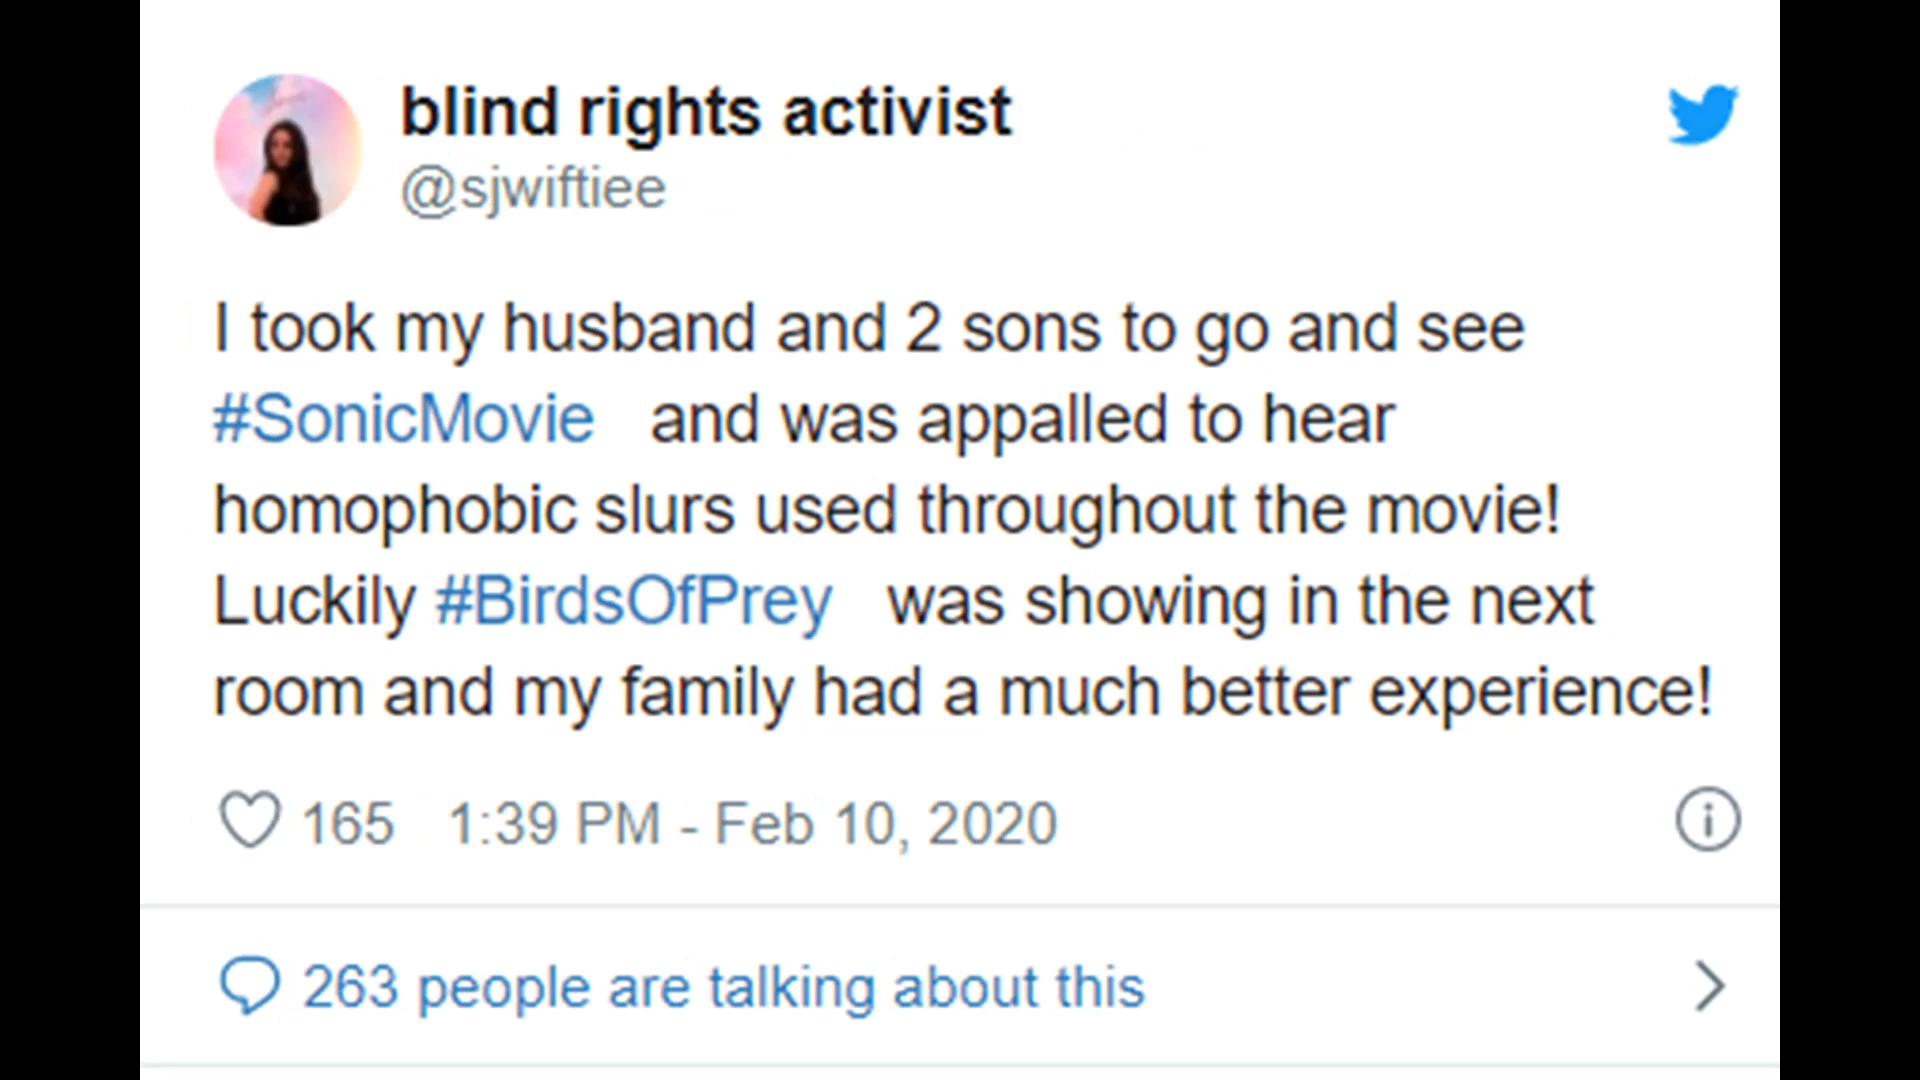 blind rights activist
@sjwiftiee
I took my husband and 2 sons to go and see
#SonicMovie and was appalled to hear
homophobic slurs used throughout the movie!
Luckily #BirdsOfPrey was showing in the next
room and my family had a much better experience!
165 1:39 PM - Feb 10, 2020
263 people are talking about this